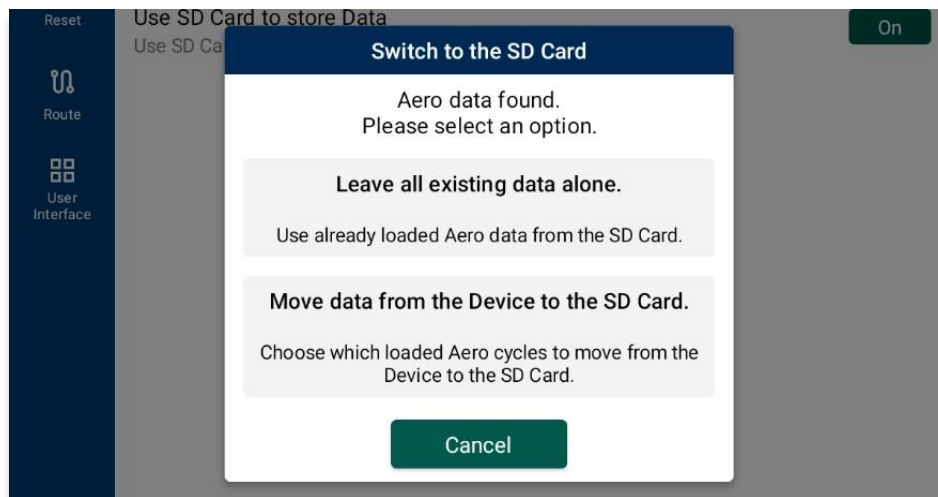 Reset
Route
User
Interface
Use SD Card to store Data
Use SD Ca
On
Switch to the SD Card
Aero data found.
Please select an option.
Leave all existing data alone.
Use already loaded Aero data from the SD Card.
Move data from the Device to the SD Card.
Choose which loaded Aero cycles to move from the
Device to the SD Card.
Cancel